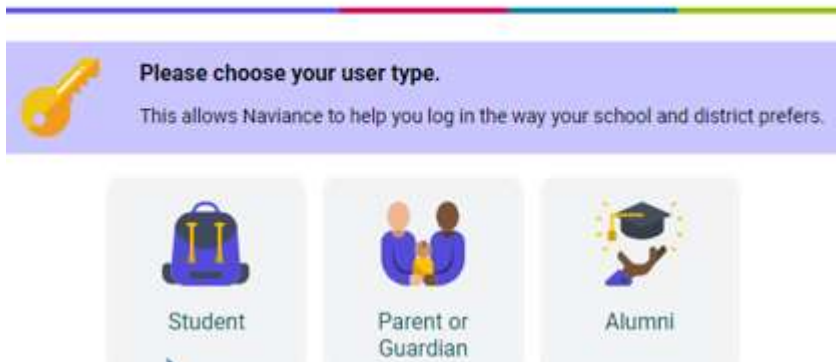 Please choose your user type.
This allows Naviance to help you log in the way your school and district prefers.
Student
Parent or
Guardian
Alumni